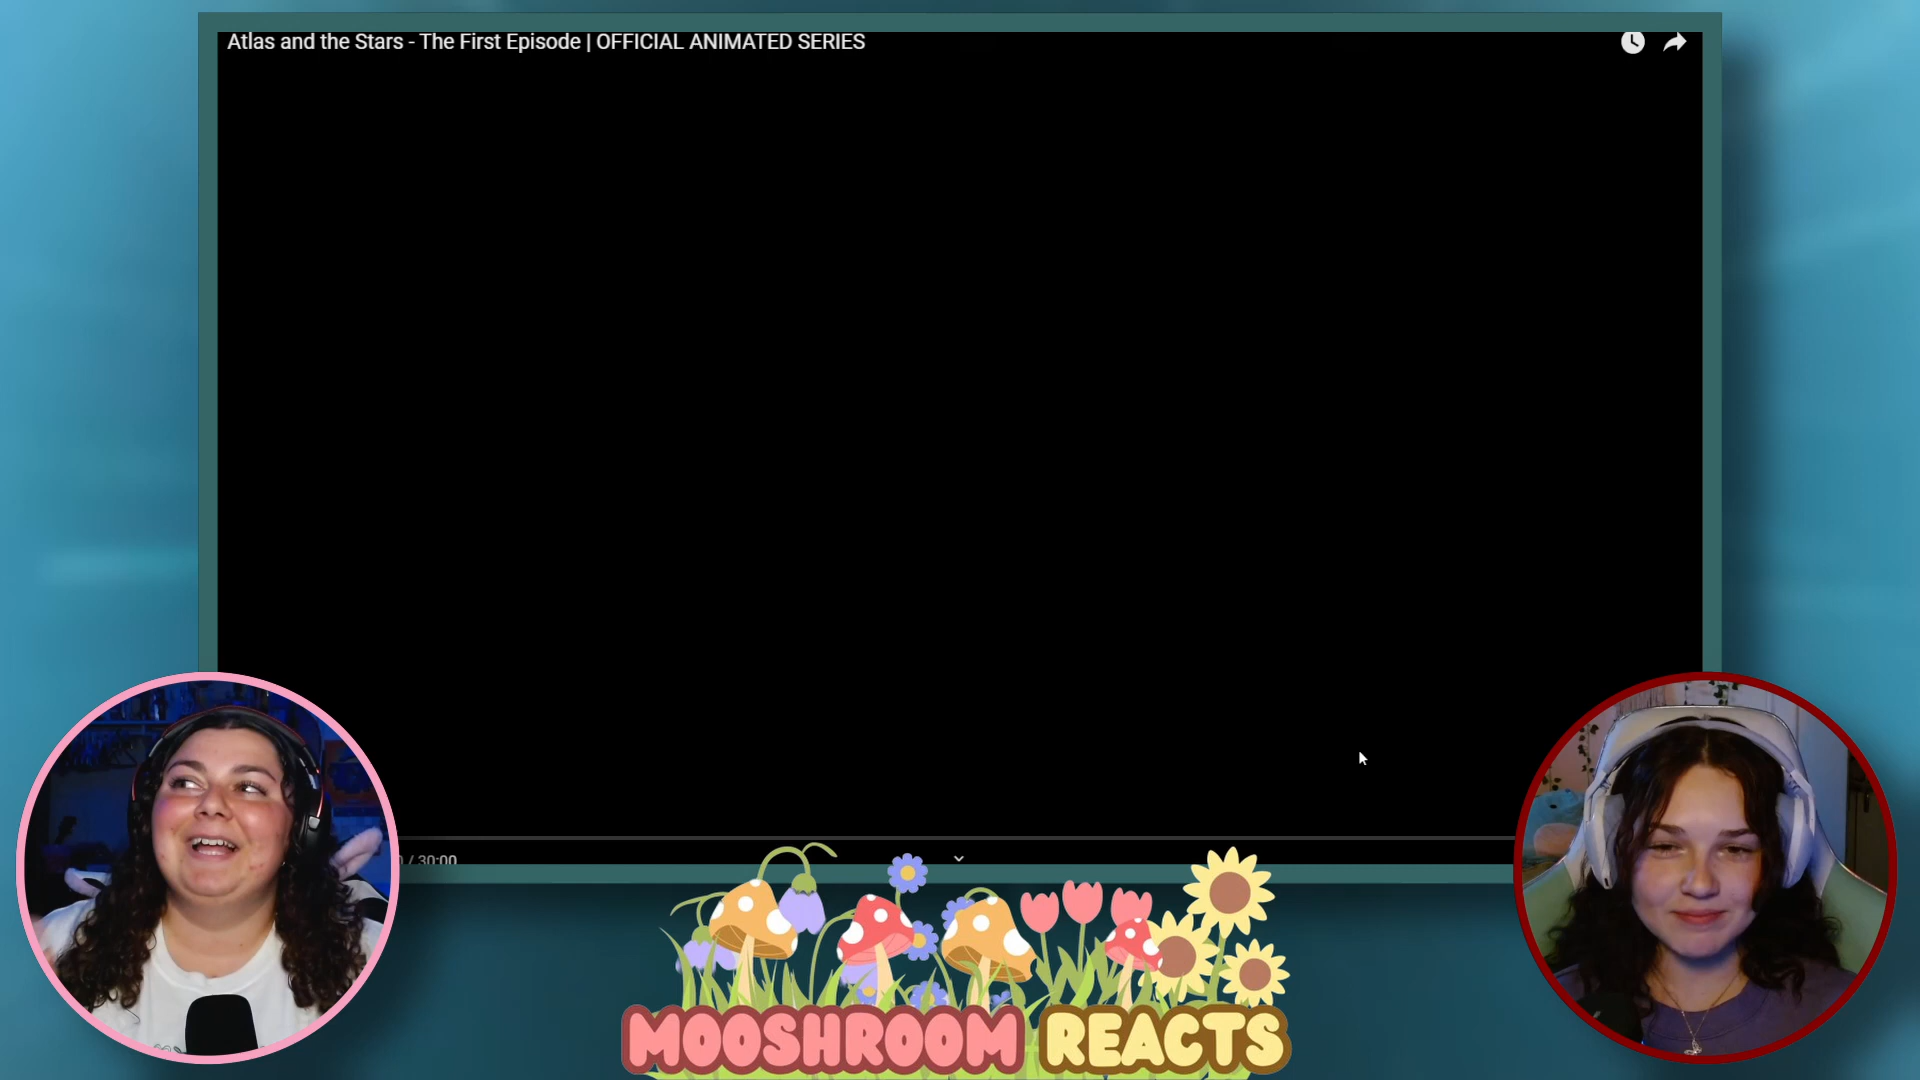 Atlas and the Stars - The First Episode | OFFICIAL ANIMATED SERIES
/ 30:00
MOOSHROOM REACTS